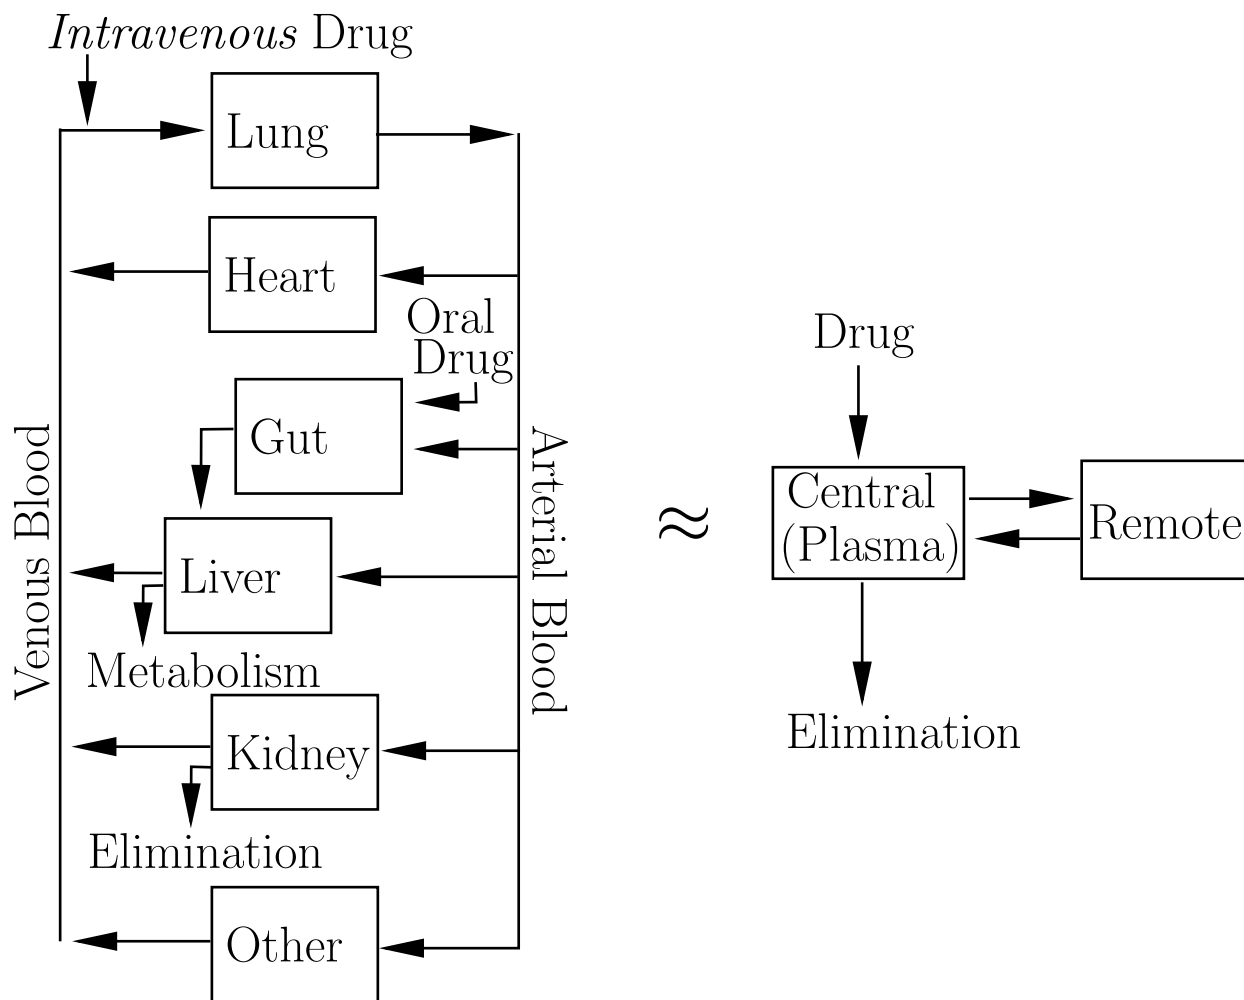 Intravenous Drug
Lung
Heart
Oral
Drug
Gut
Venous Blood
Arterial Blood
Liver
Metabolism
Kidney
Elimination
Other
≈
Drug
Central
(Plasma)
Remote
Elimination